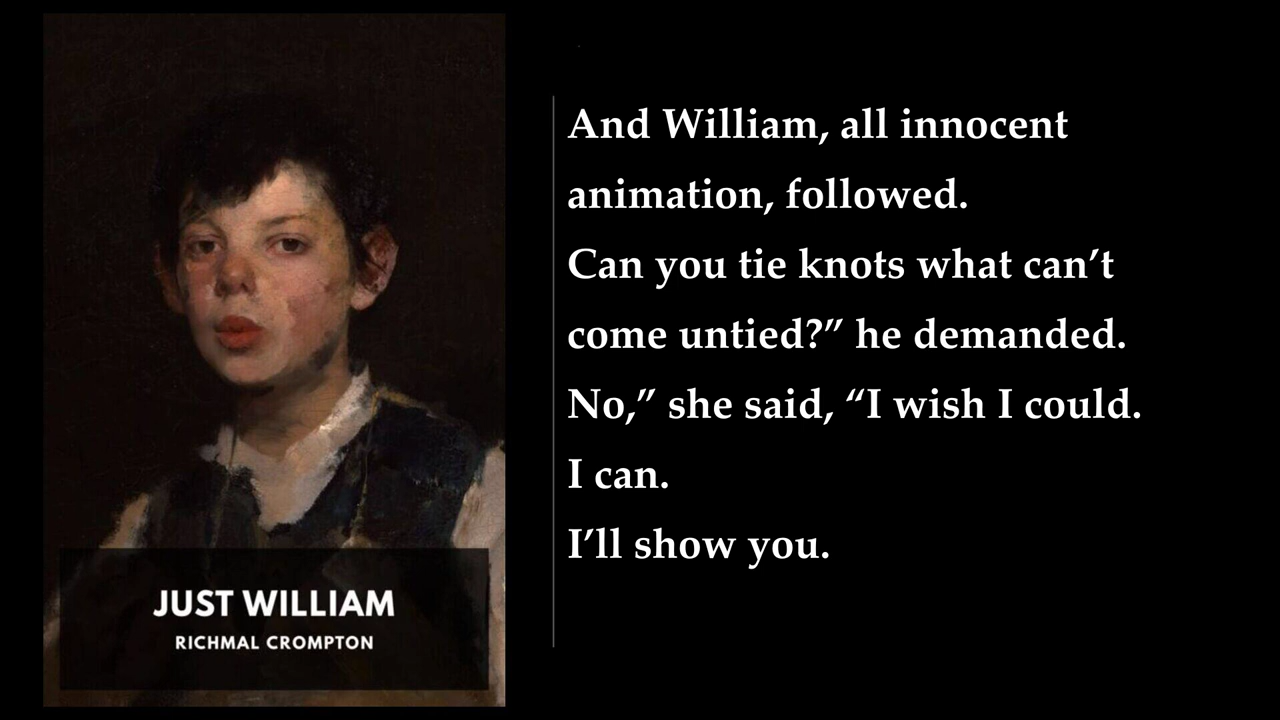 JUST WILLIAM
RICHMAL CROMPTON
And William, all innocent
animation, followed.
Can you tie knots what can’t
come untied?” he demanded.
No,” she said, “I wish I could.
I can.
I’ll show you.